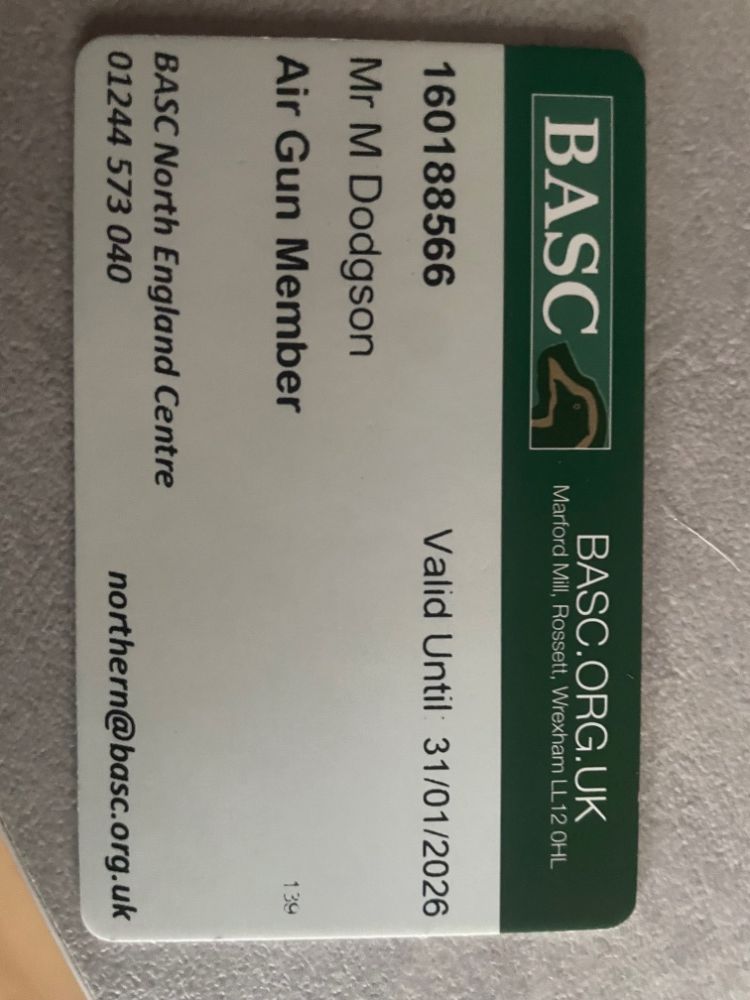 BASC
BASC.ORG.UK
Marford Mill, Rossett, Wrexham LL12 0HL
160188566
Valid Until: 31/01/2026
Mr M Dodgson
Air Gun Member
139
BASC North England Centre
01244 573 040
northern@basc.org.uk